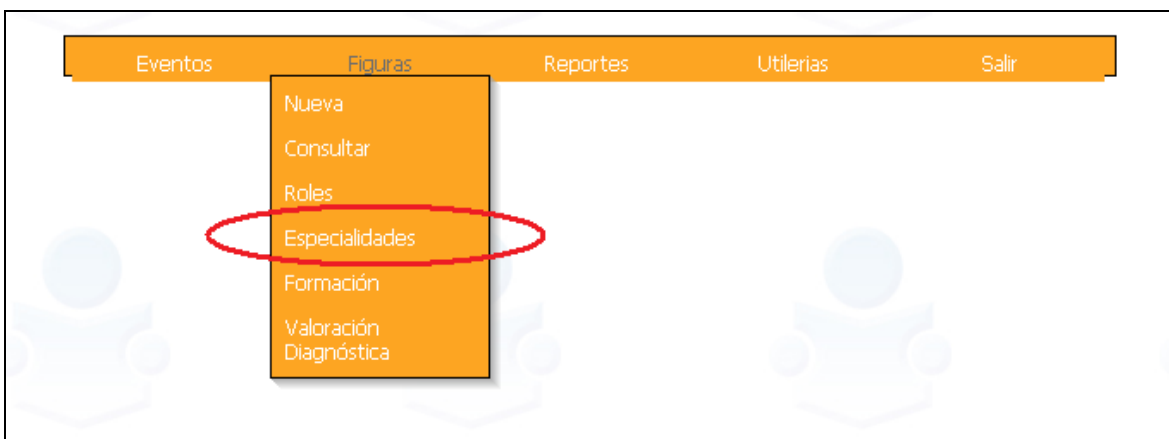 Eventos Figuras Reportes Utilerias Salir
Nueva
Consultar
Roles
Especialidades
Formación
Valoración
Diagnóstica